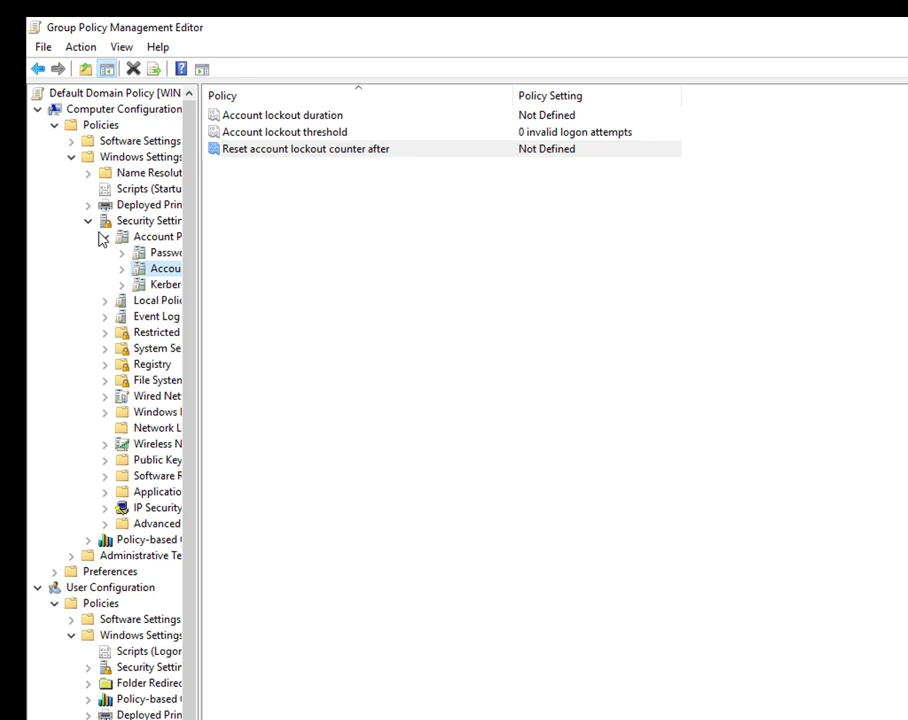 Group Policy Management Editor
File Action View Help
Default Domain Policy [WIN
Computer Configuration
Policies
Software Settings
Windows Settings
Name Resolut
Scripts (Startu
Deployed Prin
Security Settin
Account P
Passwo
Accou
Kerber
Local Polic
Event Log
Restricted
System Se
Registry
File System
Wired Net
Windows
Network L
Wireless N
Public Key
Software R
Applicatio
IP Security
Advanced
Policy-based
Administrative Te
Preferences
User Configuration
Policies
Software Settings
Windows Settings
Scripts (Logor
Security Settin
Folder Redirec
Policy-based
Deployed Prin
Policy Policy Setting
Account lockout duration Not Defined
Account lockout threshold 0 invalid logon attempts
Reset account lockout counter after Not Defined